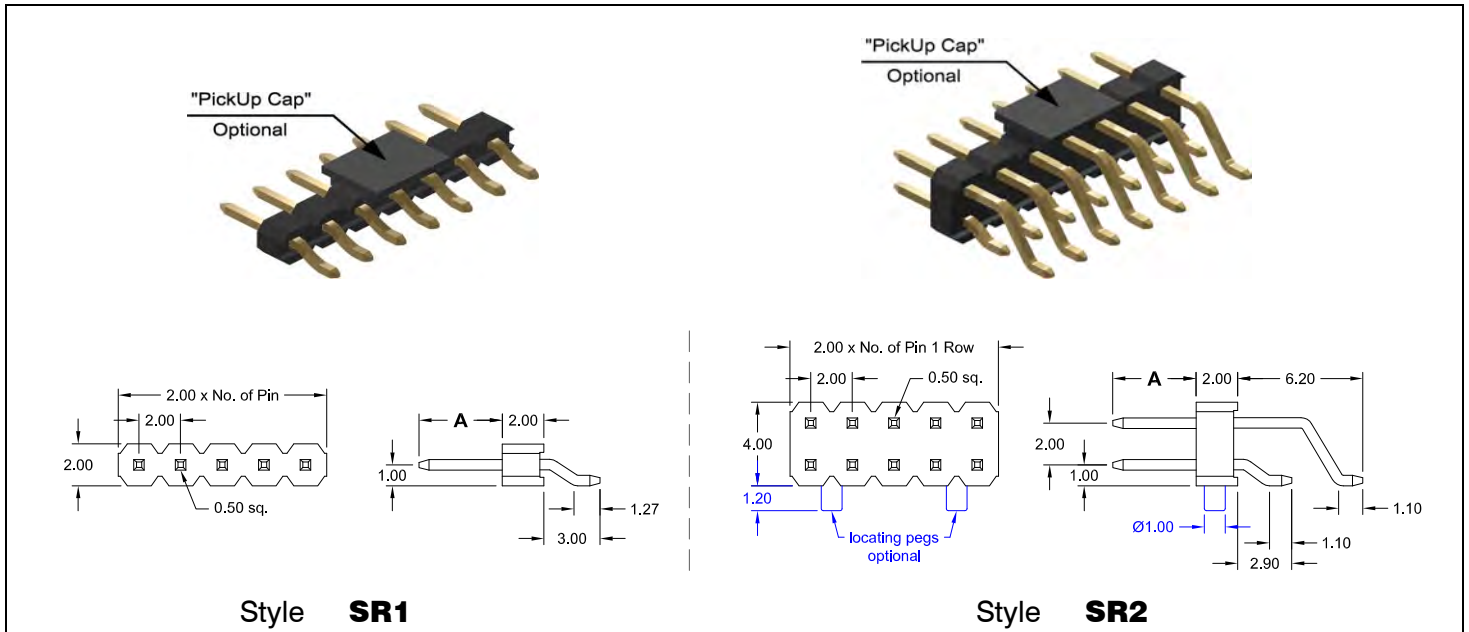 "PickUp Cap"
Optional
"PickUp Cap"
Optional
2.00 x No. of Pin
2.00
2.00
0.50 sq.
A
2.00
1.00
1.27
3.00
2.00 x No. of Pin 1 Row
2.00
0.50 sq.
4.00
1.20
locating pegs
optional
A
2.00
6.20
2.00
1.00
Ø1.00
1.10
1.10
2.90
Style SR1
Style SR2